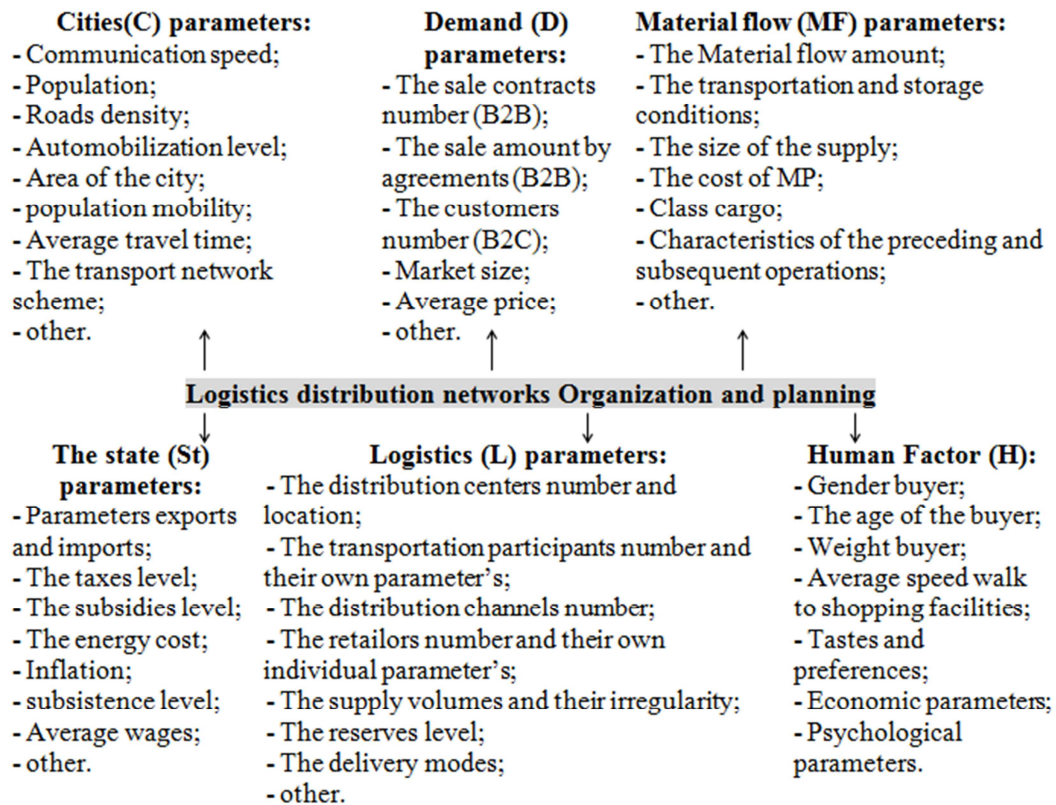 Cities(C) parameters:
- Communication speed;
- Population;
- Roads density;
- Automobilization level;
- Area of the city;
- population mobility;
- Average travel time;
- The transport network
scheme;
- other.
Demand (D)
parameters:
- The sale contracts
number (B2B);
- The sale amount by
agreements (B2B);
- The customers
number (B2C);
- Market size;
- Average price;
- other.
Material flow (MF) parameters:
- The Material flow amount;
- The transportation and storage
conditions;
- The size of the supply;
- The cost of MP;
- Class cargo;
- Characteristics of the preceding and
subsequent operations;
- other.
Logistics distribution networks Organization and planning
The state (St)
parameters:
- Parameters exports
and imports;
- The taxes level;
- The subsidies level;
- The energy cost;
- Inflation;
- subsistence level;
- Average wages;
- other.
Logistics (L) parameters:
- The distribution centers number and
location;
- The transportation participants number and
their own parameter's;
- The distribution channels number;
- The retailors number and their own
individual parameter's;
- The supply volumes and their irregularity;
- The reserves level;
- The delivery modes;
- other.
Human Factor (H):
- Gender buyer;
- The age of the buyer;
- Weight buyer;
- Average speed walk
to shopping facilities;
- Tastes and
preferences;
- Economic parameters;
- Psychological
parameters.